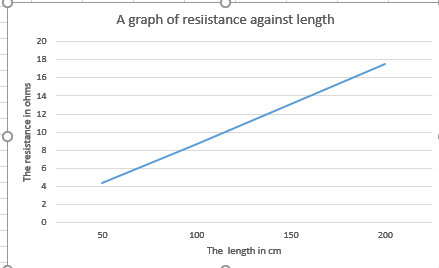 A graph of resiistance against length
The resistance in uohms
20
18
16
14
12
10
8
6
4
2
0
50 100 150 200
The length in cm